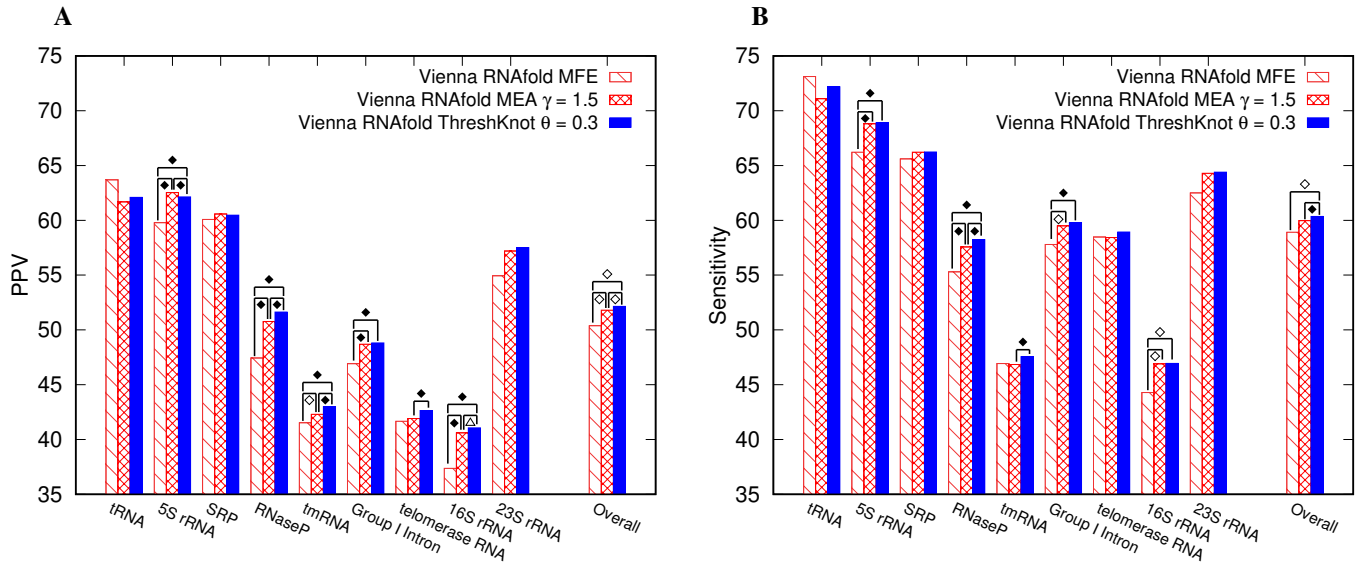 A
PPV
75
70
65
60
55
50
45
40
35
Vienna RNAfold MFE
Vienna RNAfold MEA γ = 1.5
Vienna RNAfold ThreshKnot θ = 0.3
tRNA
5S rRNA
SRP
RNaseP
tmRNA
Group I Intron
telomerase RNA
16S rRNA
23S rRNA
Overall
B
Sensitivity
75
70
65
60
55
50
45
40
35
Vienna RNAfold MFE
Vienna RNAfold MEA γ = 1.5
Vienna RNAfold ThreshKnot θ = 0.3
tRNA
5S rRNA
SRP
RNaseP
tmRNA
Group I Intron
telomerase RNA
16S rRNA
23S rRNA
Overall